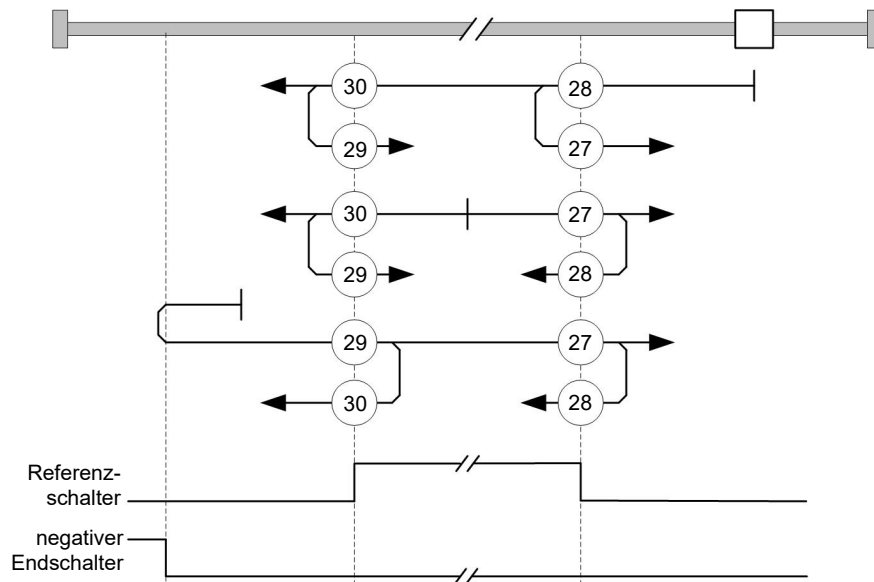 30 28
29 27
30 27
29 28
29 27
30 28
Referenz-
schalter
negativer
Endschalter